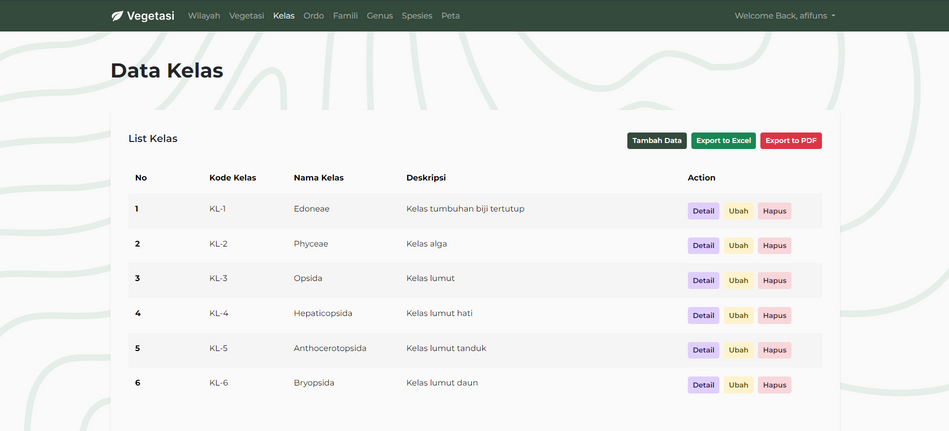 Vegetasi Wilayah Vegetasi Kelas Ordo Famili Genus Spesies Peta Welcome Back, afifuns
Data Kelas
List Kelas Tambah Data Export to Excel Export to PDF
No Kode Kelas Nama Kelas Deskripsi Action
1 KL-1 Edoneae Kelas tumbuhan biji tertutup Detail Ubah Hapus
2 KL-2 Phyceae Kelas alga Detail Ubah Hapus
3 KL-3 Opsida Kelas lumut Detail Ubah Hapus
4 KL-4 Hepaticopsida Kelas lumut hati Detail Ubah Hapus
5 KL-5 Anthocerotopsida Kelas lumut tanduk Detail Ubah Hapus
6 KL-6 Bryopsida Kelas lumut daun Detail Ubah Hapus